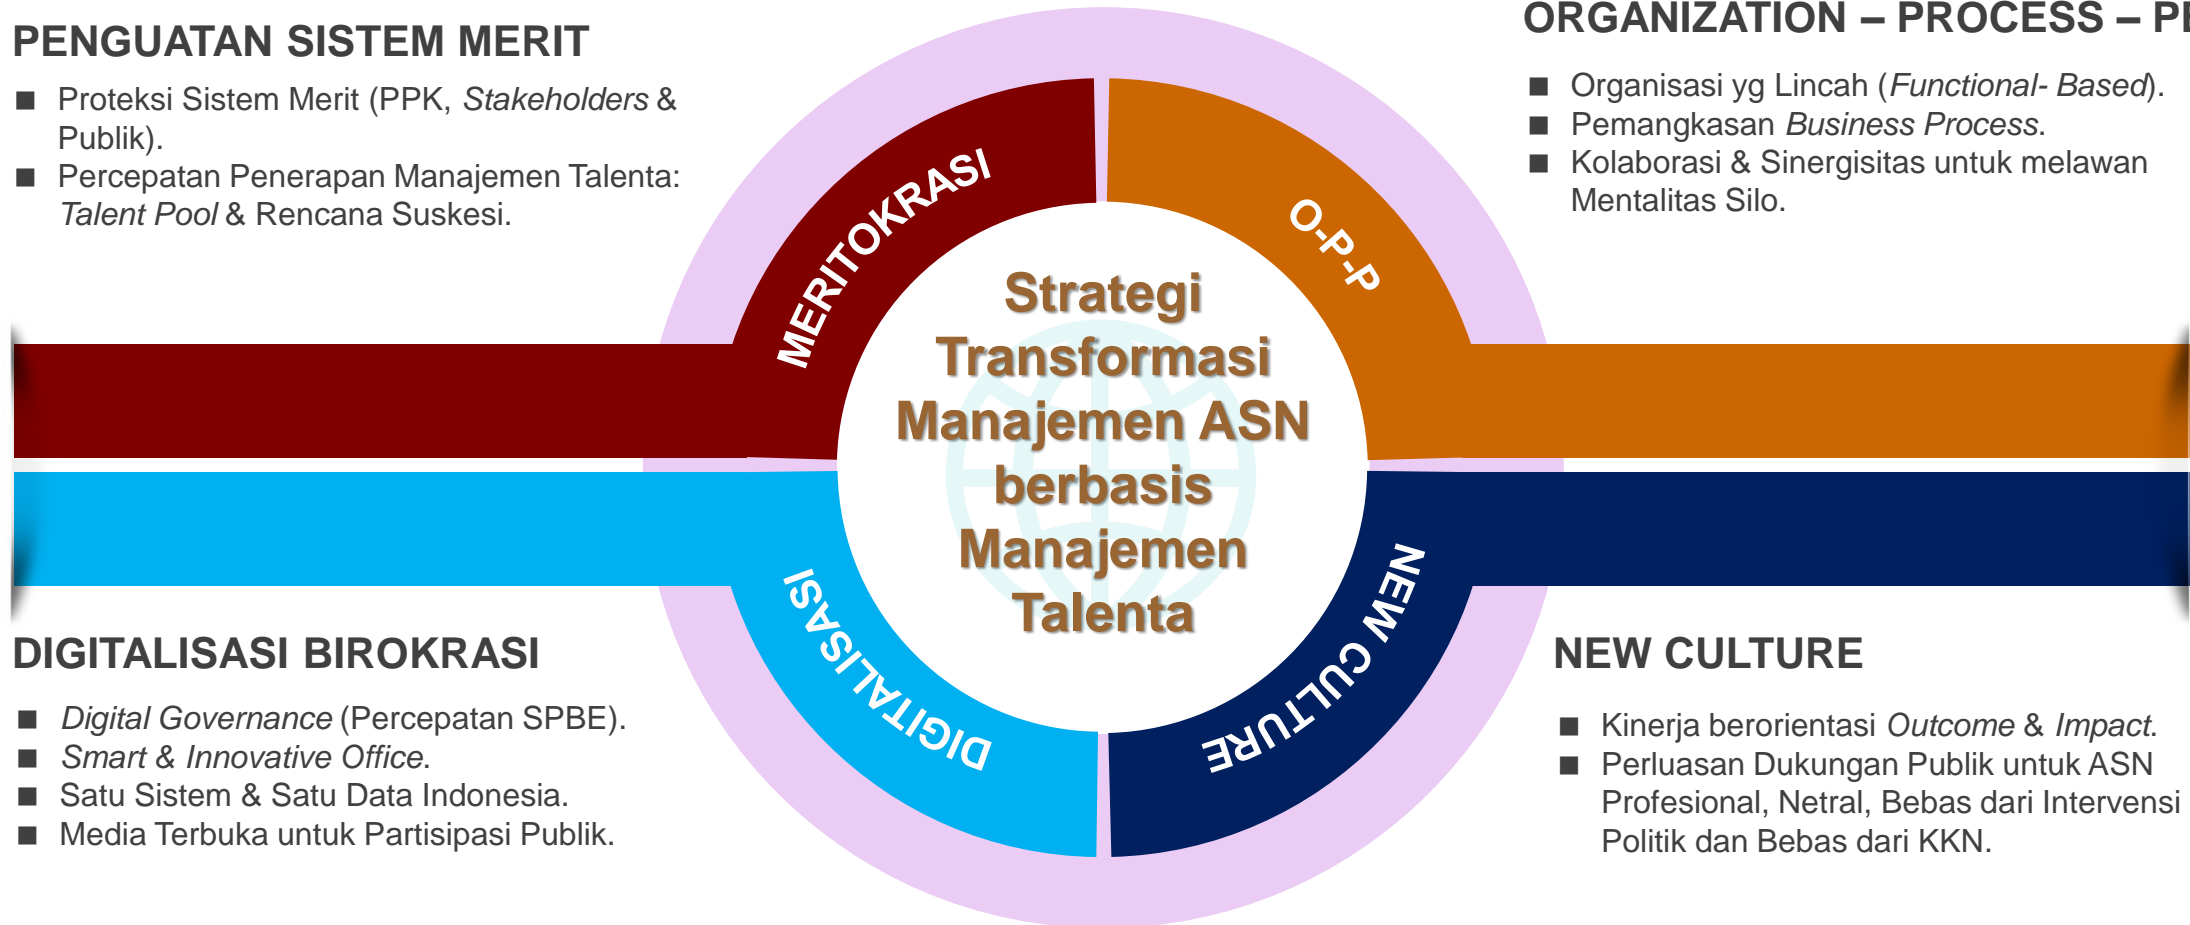 PENGUATAN SISTEM MERIT
■ Proteksi Sistem Merit (PPK, Stakeholders &
Publik).
■ Percepatan Penerapan Manajemen Talenta:
Talent Pool & Rencana Suskesi.
ORGANIZATION – PROCESS –
■ Organisasi yg Lincah (Functional- Based).
■ Pemangkasan Business Process.
■ Kolaborasi & Sinergisitas untuk melawan
Mentalitas Silo.
MERITOKRASI
O-P-P
Strategi
Transformasi
Manajemen ASN
berbasis
Manajemen
Talenta
DIGITALISASI
NEW CULTURE
DIGITALISASI BIROKRASI
■ Digital Governance (Percepatan SPBE).
■ Smart & Innovative Office.
■ Satu Sistem & Satu Data Indonesia.
■ Media Terbuka untuk Partisipasi Publik.
NEW CULTURE
■ Kinerja berorientasi Outcome & Impact.
■ Perluasan Dukungan Publik untuk ASN
Profesional, Netral, Bebas dari Intervensi
Politik dan Bebas dari KKN.